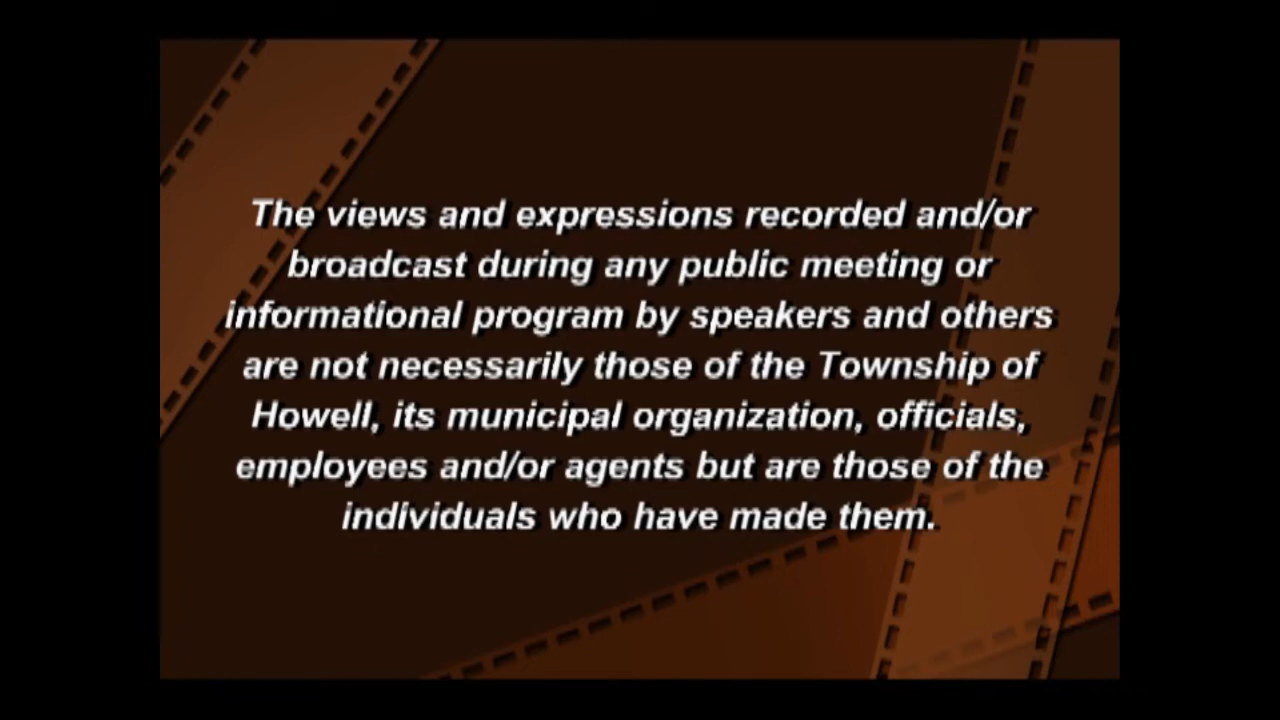 The views and expressions recorded and/or
broadcast during any public meeting or
informational program by speakers and others
are not necessarily those of the Township of
Howell, its municipal organization, officials,
employees and/or agents but are those of the
individuals who have made them.